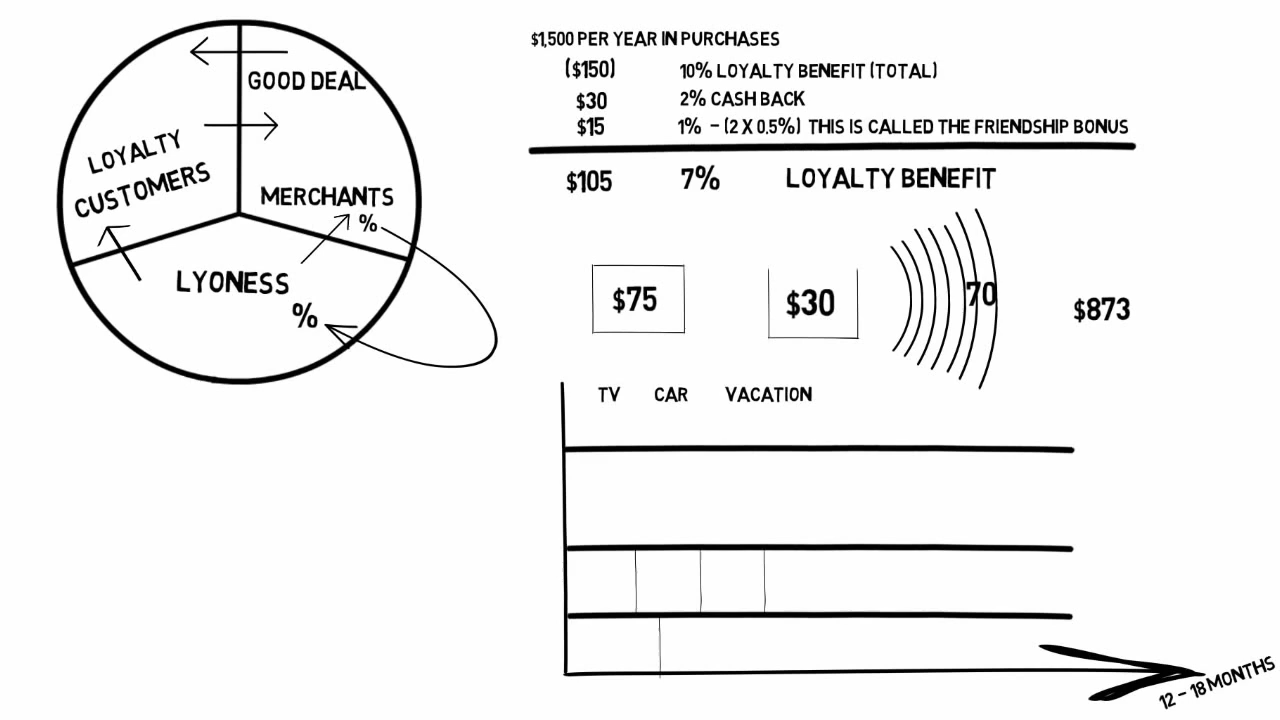 GOOD DEAL
LOYALTY
CUSTOMERS
MERCHANTS
%
LYONESS
%
$1,500 PER YEAR IN PURCHASES
($150) 10% LOYALTY BENEFIT (TOTAL)
$30 2% CASH BACK
$15 1% – (2 X 0.5%) THIS IS CALLED THE FRIENDSHIP BONUS
$105 7% LOYALTY BENEFIT
$75 $30 70 $873
TV CAR VACATION
12 – 18 MONTHS